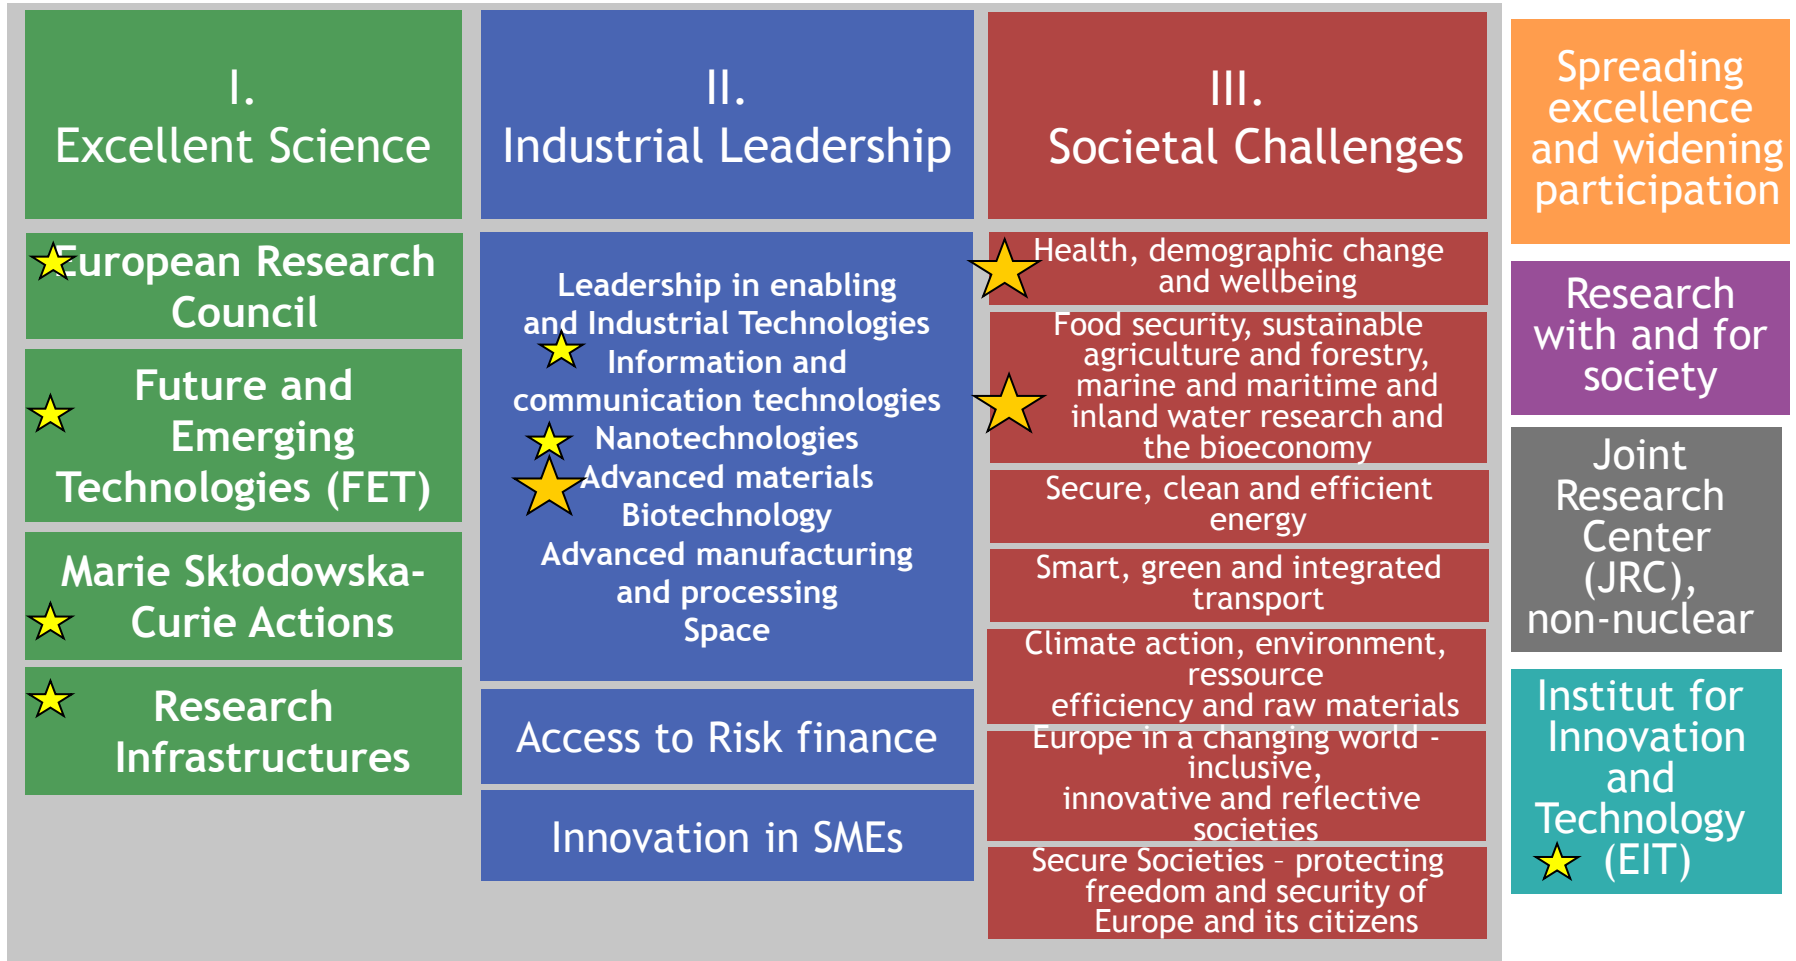 I.
Excellent Science
European Research
Council
Future and
Emerging
Technologies (FET)
Marie Skłodowska-
Curie Actions
Research
Infrastructures
II.
Industrial Leadership
Leadership in enabling
and Industrial Technologies
Information and
communication technologies
Nanotechnologies
Advanced materials
Biotechnology
Advanced manufacturing
and processing
Space
Access to Risk finance
Innovation in SMEs
III.
Societal Challenges
Health, demographic change
and wellbeing
Food security, sustainable
agriculture and forestry,
marine and maritime and
inland water research and
the bioeconomy
Secure, clean and efficient
energy
Smart, green and integrated
transport
Climate action, environment,
ressource
efficiency and raw materials
Europe in a changing world -
inclusive,
innovative and reflective
societies
Secure Societies – protecting
freedom and security of
Europe and its citizens
Spreading
excellence
and widening
participation
Research
with and for
society
Joint
Research
Center
(JRC),
non-nuclear
Institut for
Innovation
and
Technology
(EIT)